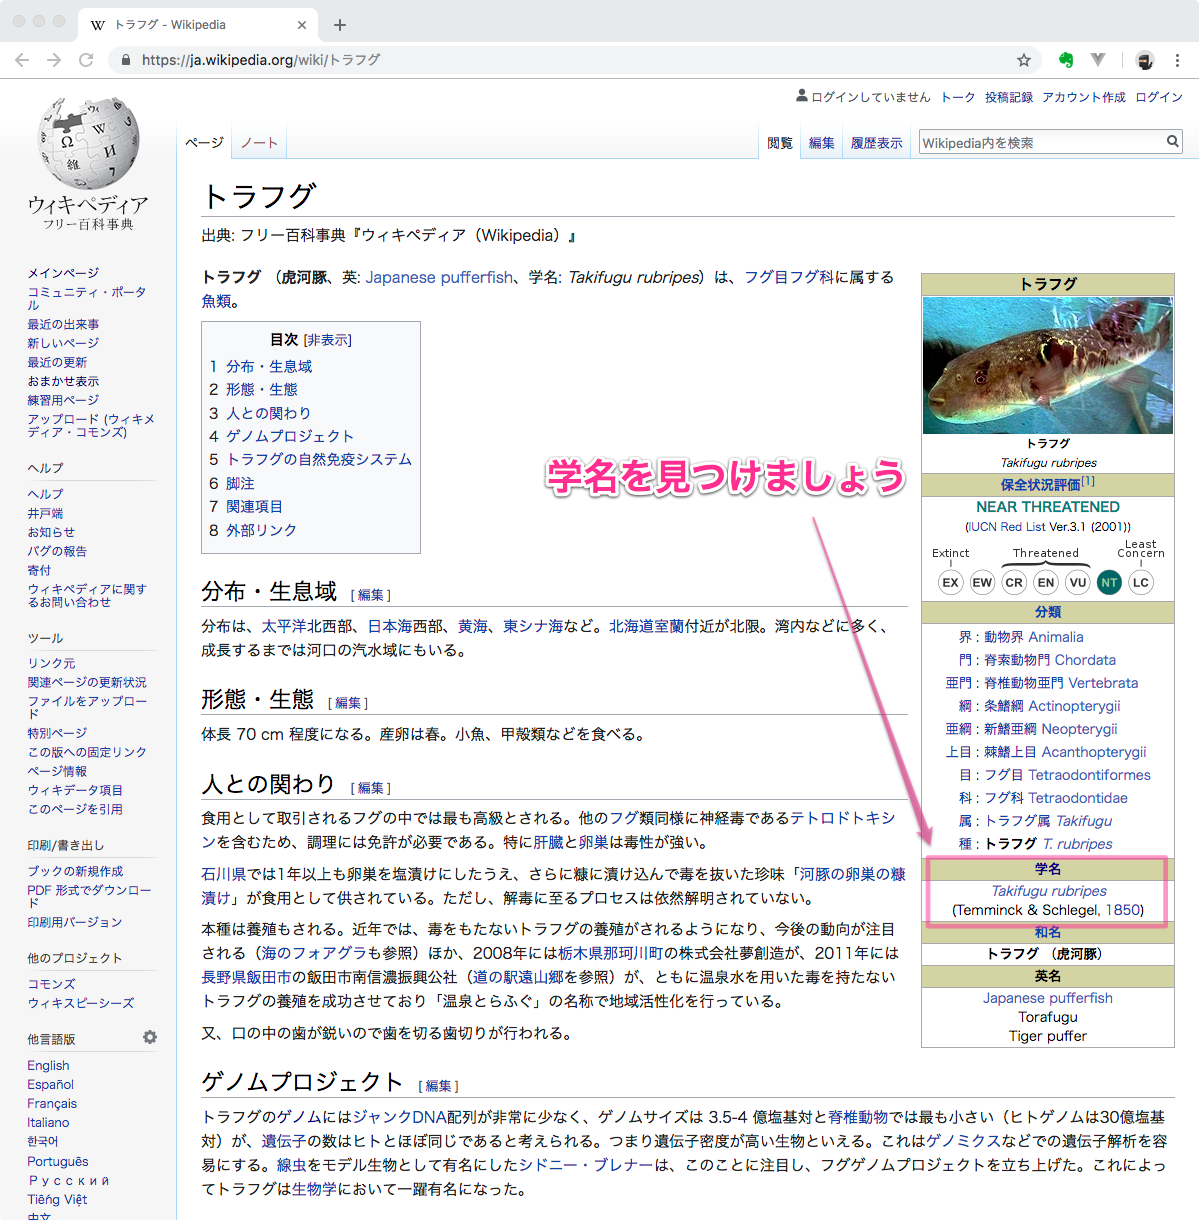 トラフグ - Wikipedia
https://ja.wikipedia.org/wiki/トラフグ
ログインしていません トーク 投稿記録 アカウント作成 ログイン
ページ ノート 閲覧 編集 履歴表示 Wikipedia内を検索
ウィキペディア
フリー百科事典
メインページ
コミュニティ・ポータ
ル
最近の出来事
新しいページ
最近の更新
おまかせ表示
練習用ページ
アップロード (ウィキメ
ディア・コモンズ)
ヘルプ
ヘルプ
井戸端
お知らせ
バグの報告
寄付
ウィキペディアに関す
るお問い合わせ
ツール
リンク元
関連ページの更新状況
ファイルをアップロー
ド
特別ページ
この版への固定リンク
ページ情報
ウィキデータ項目
このページを引用
印刷/書き出し
ブックの新規作成
PDF 形式でダウンロー
ド
印刷用バージョン
他のプロジェクト
コモンズ
ウィキスピーシーズ
他言語版
English
Español
Français
Italiano
한국어
Português
Русский
Tiếng Việt
中文
トラフグ
出典: フリー百科事典『ウィキペディア（Wikipedia）』
トラフグ （虎河豚、英: Japanese pufferfish、学名: Takifugu rubripes）は、フグ目フグ科に属する
魚類。
目次 [非表示]
1 分布・生息域
2 形態・生態
3 人との関わり
4 ゲノムプロジェクト
5 トラフグの自然免疫システム
6 脚注
7 関連項目
8 外部リンク
学名を見つけましょう
分布・生息域 [編集]
分布は、太平洋北西部、日本海西部、黄海、東シナ海など。北海道室蘭付近が北限。湾内などに多く、
成長するまでは河口の汽水域にもいる。
形態・生態 [編集]
体長 70 cm 程度になる。産卵は春。小魚、甲殻類などを食べる。
人との関わり [編集]
食用として取引されるフグの中では最も高級とされる。他のフグ類同様に神経毒であるテトロドトキシ
ンを含むため、調理には免許が必要である。特に肝臓と卵巣は毒性が強い。
石川県では1年以上も卵巣を塩漬けにしたうえ、さらに糠に漬け込んで毒を抜いた珍味「河豚の卵巣の糠
漬け」が食用として供されている。ただし、解毒に至るプロセスは依然解明されていない。
本種は養殖もされる。近年では、毒をもたないトラフグの養殖がされるようになり、今後の動向が注目
される（海のフォアグラも参照）ほか、2008年には栃木県那珂川町の株式会社夢創造が、2011年には
長野県飯田市の飯田市南信濃振興公社（道の駅遠山郷を参照）が、ともに温泉水を用いた毒を持たない
トラフグの養殖を成功させており「温泉とらふぐ」の名称で地域活性化を行っている。
又、口の中の歯が鋭いので歯を切る歯切りが行われる。
ゲノムプロジェクト [編集]
トラフグのゲノムにはジャンクDNA配列が非常に少なく、ゲノムサイズは 3.5-4 億塩基対と脊椎動物では最も小さい（ヒトゲノムは30億塩基
対）が、遺伝子の数はヒトとほぼ同じであると考えられる。つまり遺伝子密度が高い生物といえる。これはゲノミクスなどでの遺伝子解析を容
易にする。線虫をモデル生物として有名にしたシドニー・ブレナーは、このことに注目し、フグゲノムプロジェクトを立ち上げた。これによっ
てトラフグは生物学において一躍有名になった。
トラフグ
トラフグ
Takifugu rubripes
保全状況評価[1]
NEAR THREATENED
(IUCN Red List Ver.3.1 (2001))
Extinct Threatened Least
Concern
EX EW CR EN VU NT LC
分類
界 : 動物界 Animalia
門 : 脊索動物門 Chordata
亜門 : 脊椎動物亜門 Vertebrata
綱 : 条鰭綱 Actinopterygii
亜綱 : 新鰭亜綱 Neopterygii
上目 : 棘鰭上目 Acanthopterygii
目 : フグ目 Tetraodontiformes
科 : フグ科 Tetraodontidae
属 : トラフグ属 Takifugu
種 : トラフグ T. rubripes
学名
Takifugu rubripes
(Temminck & Schlegel, 1850)
和名
トラフグ （虎河豚）
英名
Japanese pufferfish
Torafugu
Tiger puffer